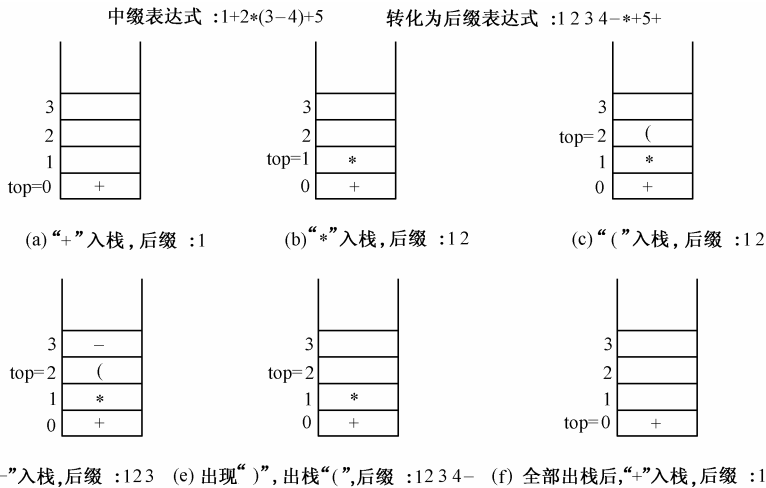 中缀表达式 :1+2*(3-4)+5 转化为后缀表达式 :1 2 3 4-*+5+
3 3 3
2 2 top=2 (
1 top=1 * 1 *
top=0 + 0 + 0 +
(a) “+”入栈,后缀 :1 (b)“*”入栈,后缀 :1 2 (c) “(”入栈,后缀 :1 2
3 - 3 3
top=2 ( top=2 2
1 * 1 * 1
0 + 0 + top=0 +
-”入栈,后缀 :1 2 3 (e) 出现“)”,出栈“(”,后缀 :1 2 3 4- (f) 全部出栈后,“+”入栈,后缀 :1